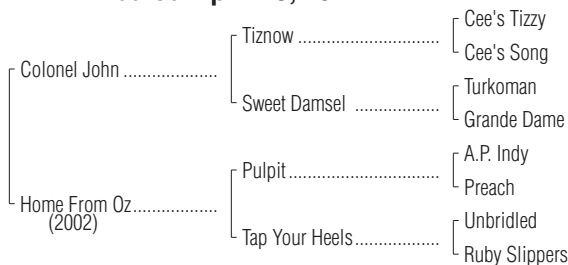 Cee's Tizzy
Tiznow
Cee's Song
Colonel John
Turkoman
Sweet Damsel
Grande Dame
A.P. Indy
Pulpit
Preach
Home From Oz
(2002)
Unbridled
Tap Your Heels
Ruby Slippers